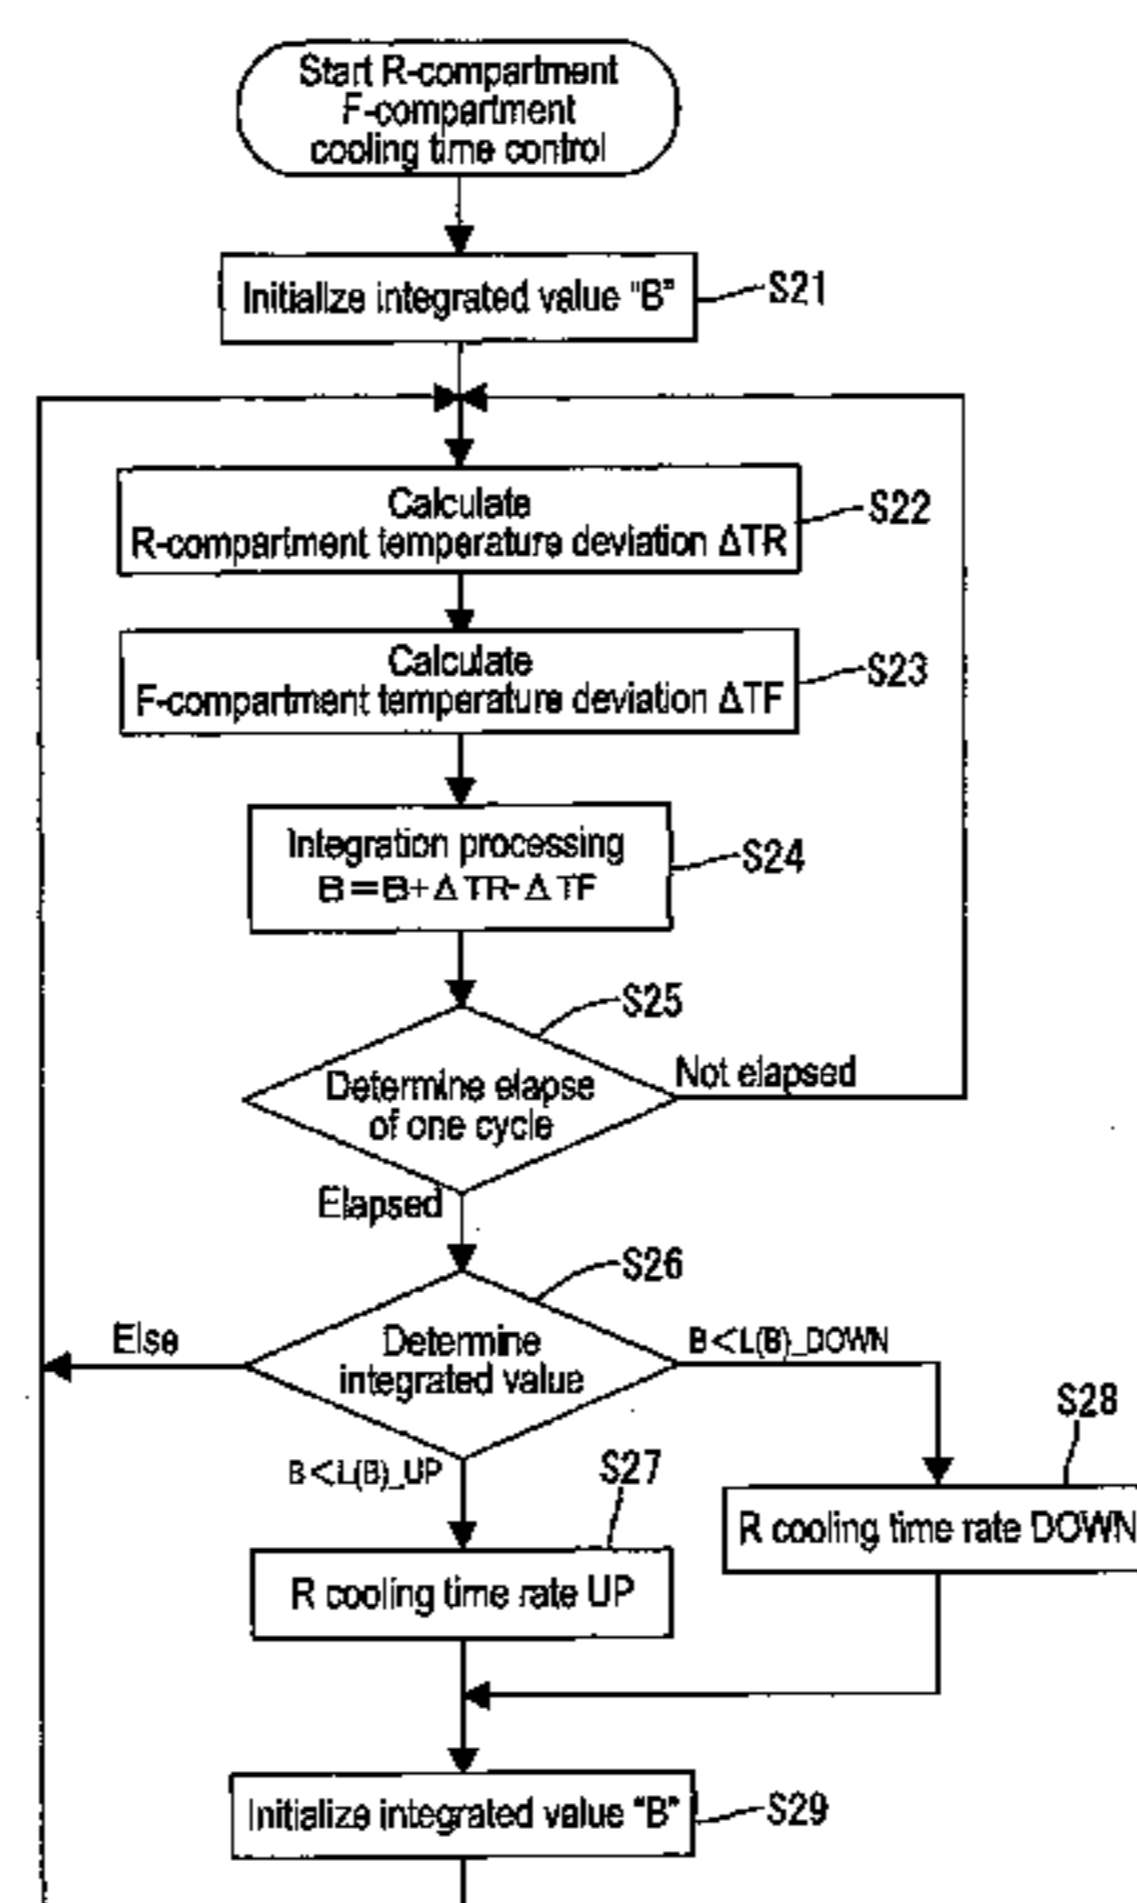 Start R-compartment
F-compartment
cooling time control
Initialize integrated value "B"
S21
Calculate
R-compartment temperature deviation ΔTR
S22
Calculate
F-compartment temperature deviation ΔTF
S23
Integration processing
B=B+ΔTR-ΔTF
S24
S25
Determine elapse
of one cycle
Not elapsed
Elapsed
S26
Determine
integrated value
Else
B<L(B)_DOWN
B<L(B)_UP
S27
S28
R cooling time rate UP
R cooling time rate DOWN
Initialize integrated value "B"
S29